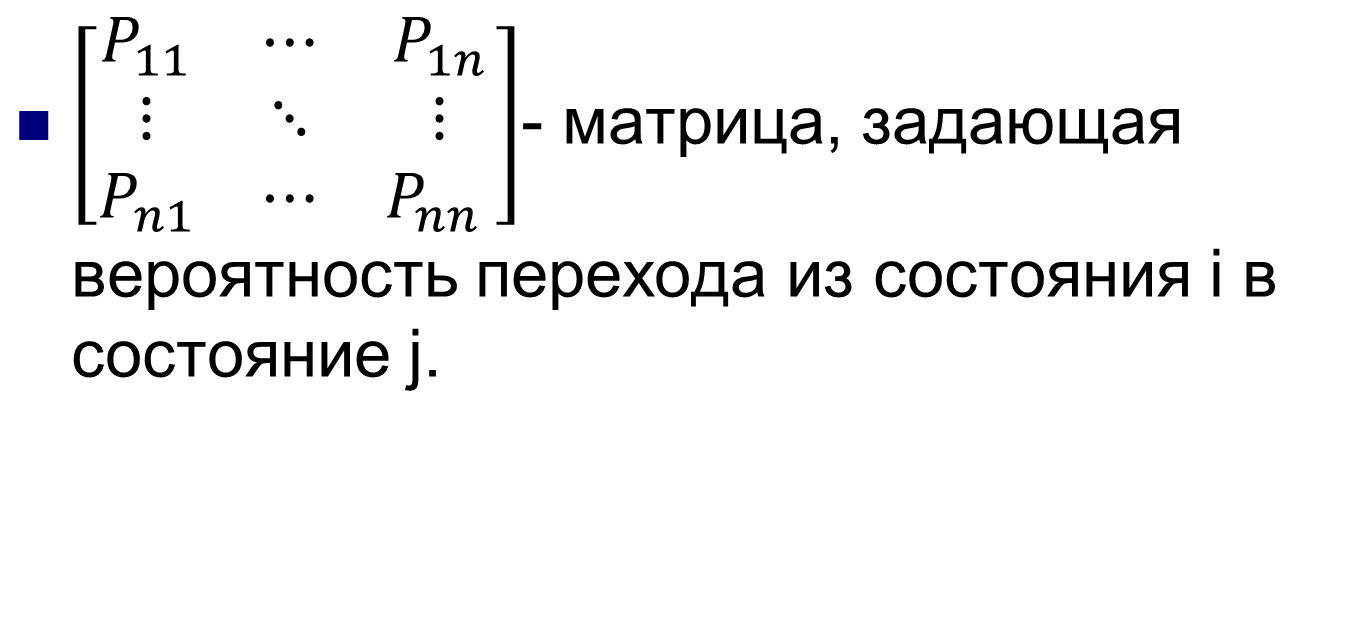 P11 ⋯ P1n
⋮ ⋱ ⋮ - матрица, задающая
Pn1 ⋯ Pnn
вероятность перехода из состояния i в
состояние j.